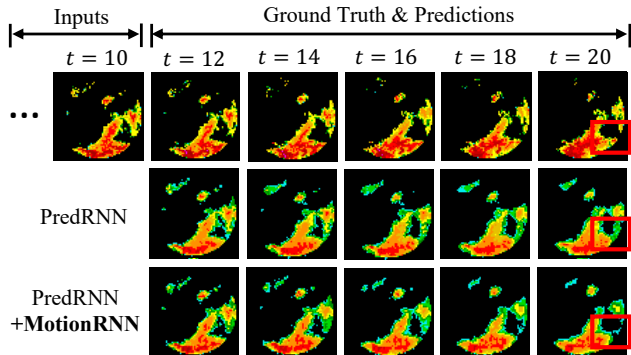 Inputs
Ground Truth & Predictions
t = 10
t = 12
t = 14
t = 16
t = 18
t = 20
...
PredRNN
PredRNN
+MotionRNN